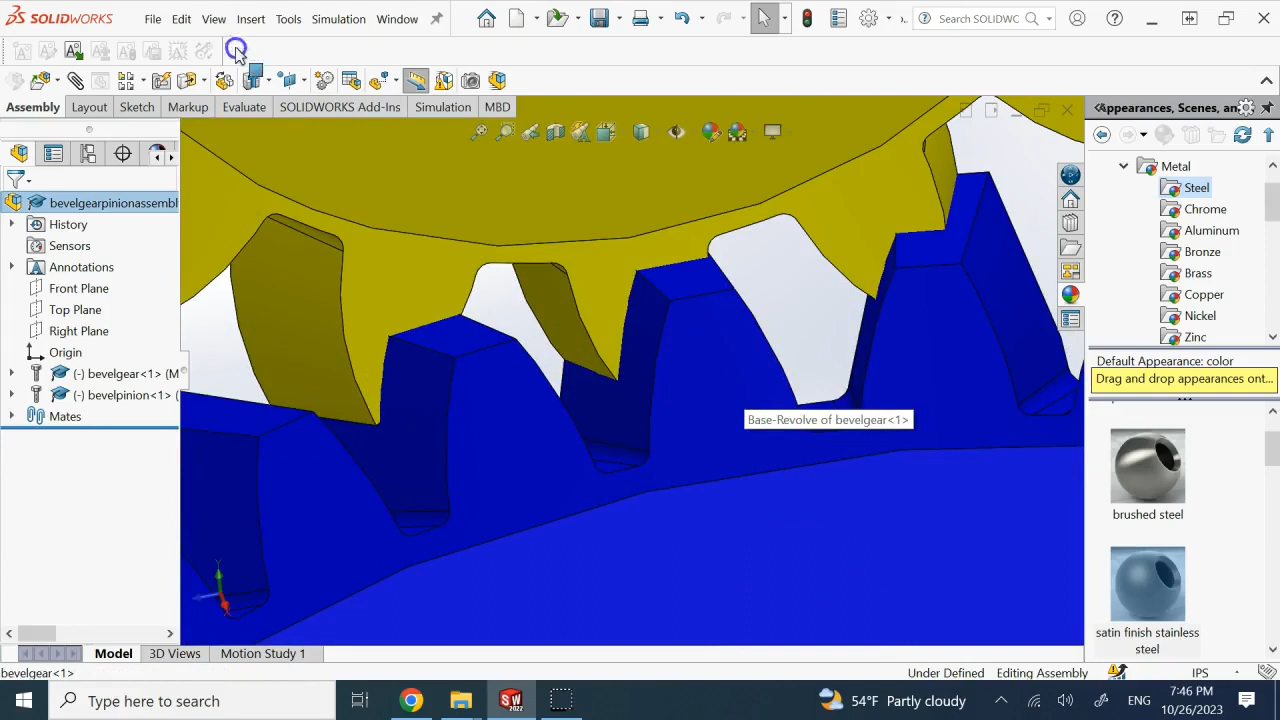 SOLIDWORKS File Edit View Insert Tools Simulation Window Search SOLIDWC
Assembly Layout Sketch Markup Evaluate SOLIDWORKS Add-Ins Simulation MBD
bevelgearpinionassembl
History
Sensors
Annotations
Front Plane
Top Plane
Right Plane
Origin
(-) bevelgear<1> (M
(-) bevelpinion<1> (
Mates
Base-Revolve of bevelgear<1>
Appearances, Scenes, an
Metal
Steel
Chrome
Aluminum
Bronze
Brass
Copper
Nickel
Zinc
Default Appearance: color
Drag and drop appearances ont...
brushed steel
satin finish stainless
steel
Model 3D Views Motion Study 1
bevelgear<1> Under Defined Editing Assembly IPS
Type here to search SW 2022 54°F Partly cloudy ENG 7:46 PM
10/26/2023